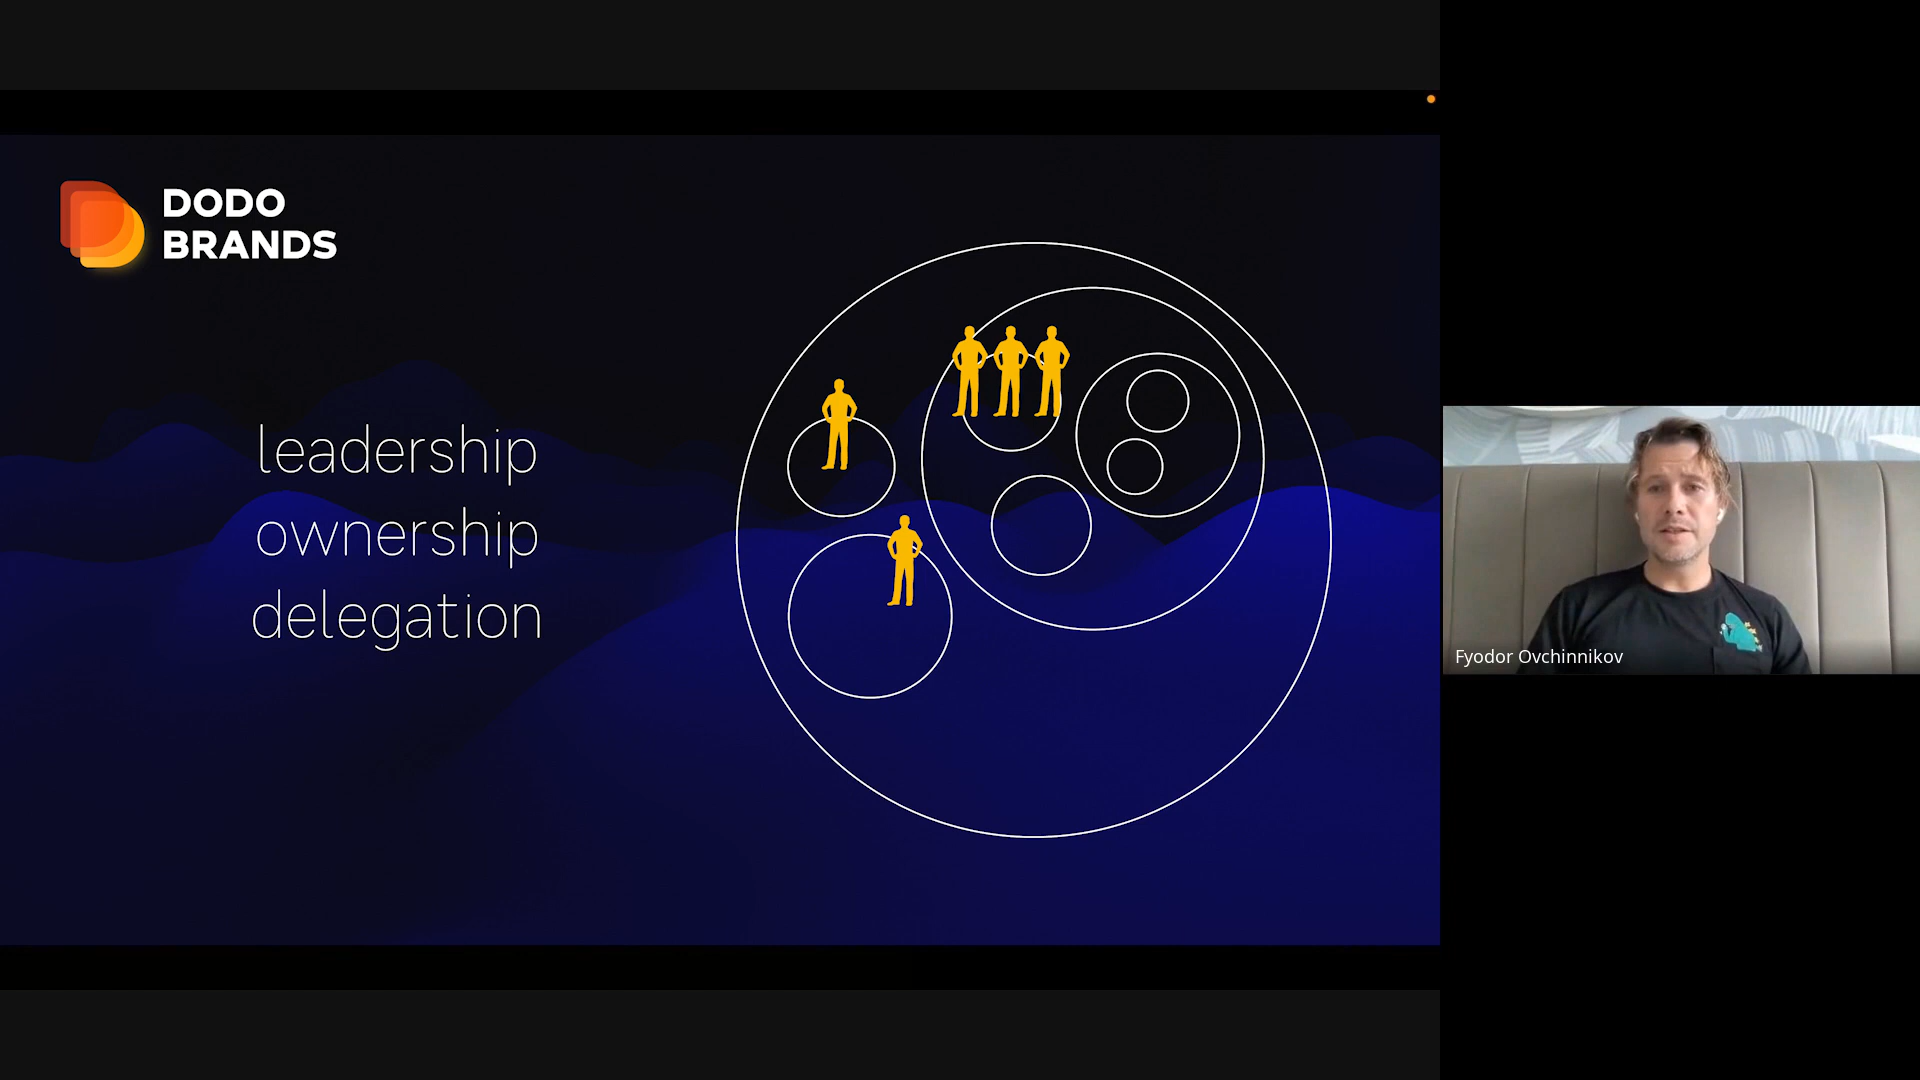 DODO
BRANDS
leadership
ownership
delegation
Fyodor Ovchinnikov